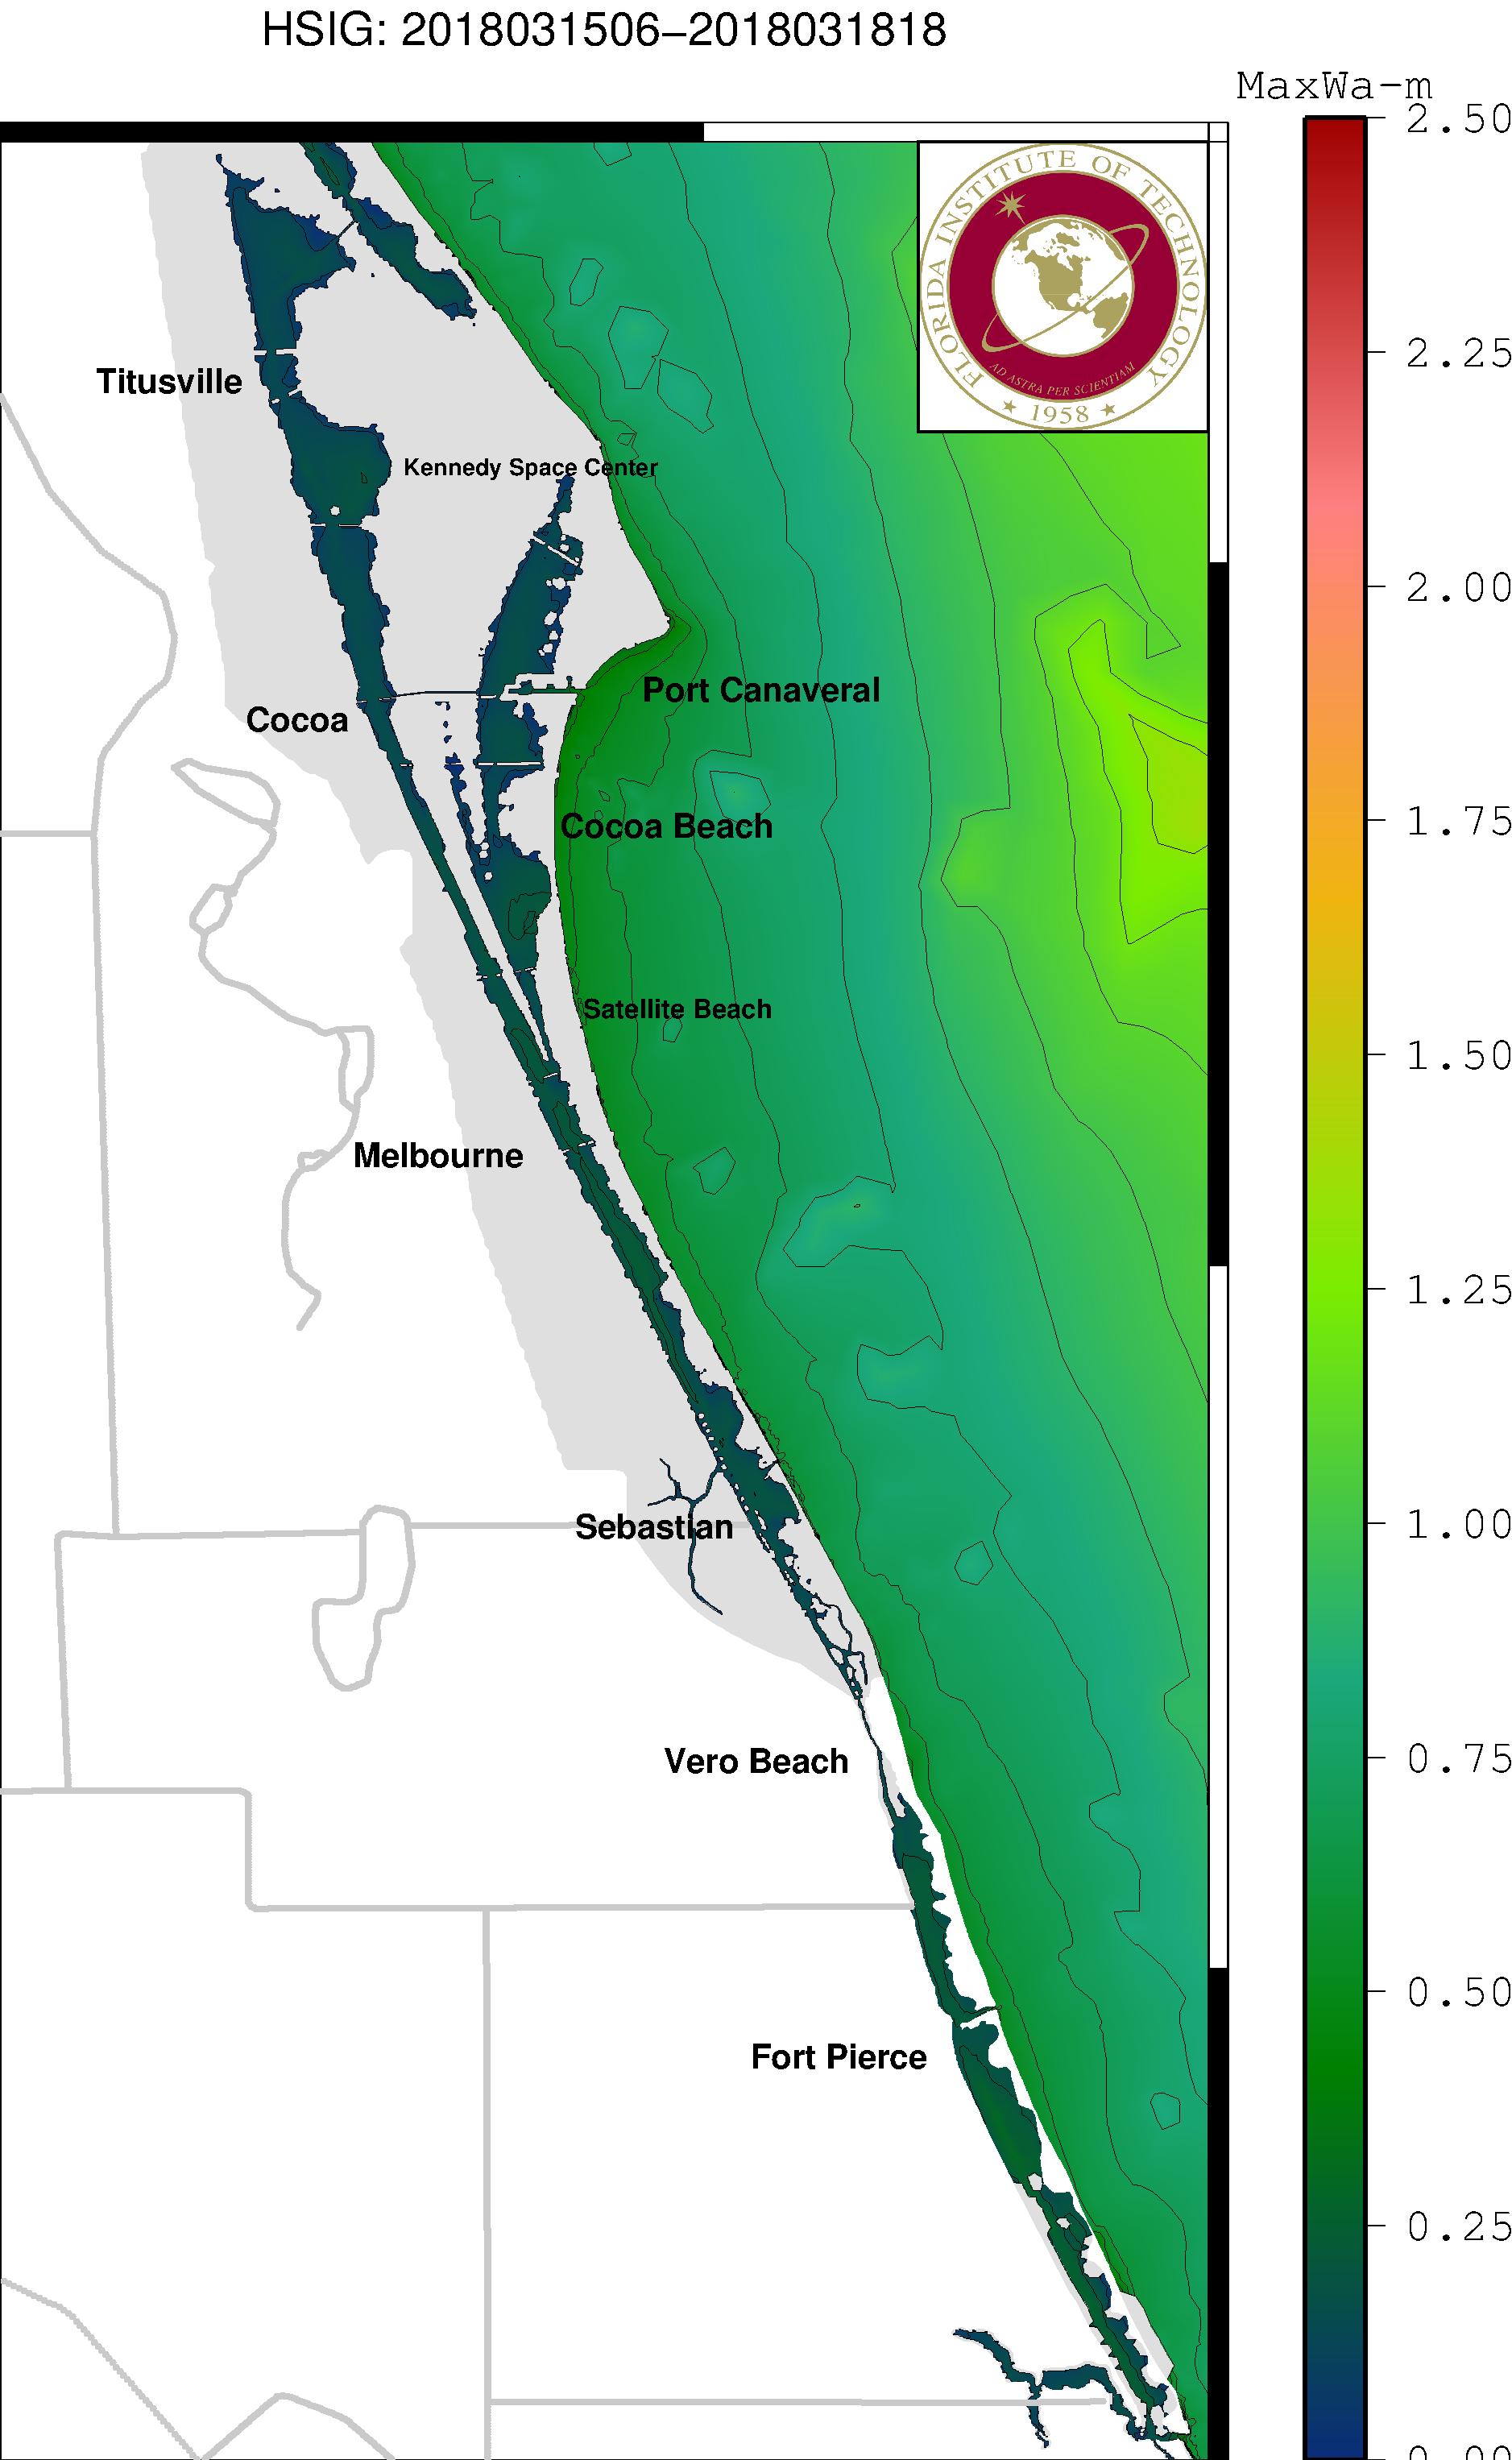 HSIG: 2018031506−2018031818
MaxWa-m
2.50
FLORIDA INSTITUTE OF TECHNOLOGY
AD ASTRA PER SCIENTIAM
1958
2.25
Titusville
Kennedy Space Center
2.00
Port Canaveral
Cocoa
1.75
Cocoa Beach
Satellite Beach
1.50
Melbourne
1.25
1.00
Sebastian
0.75
Vero Beach
0.50
Fort Pierce
0.25
0.00